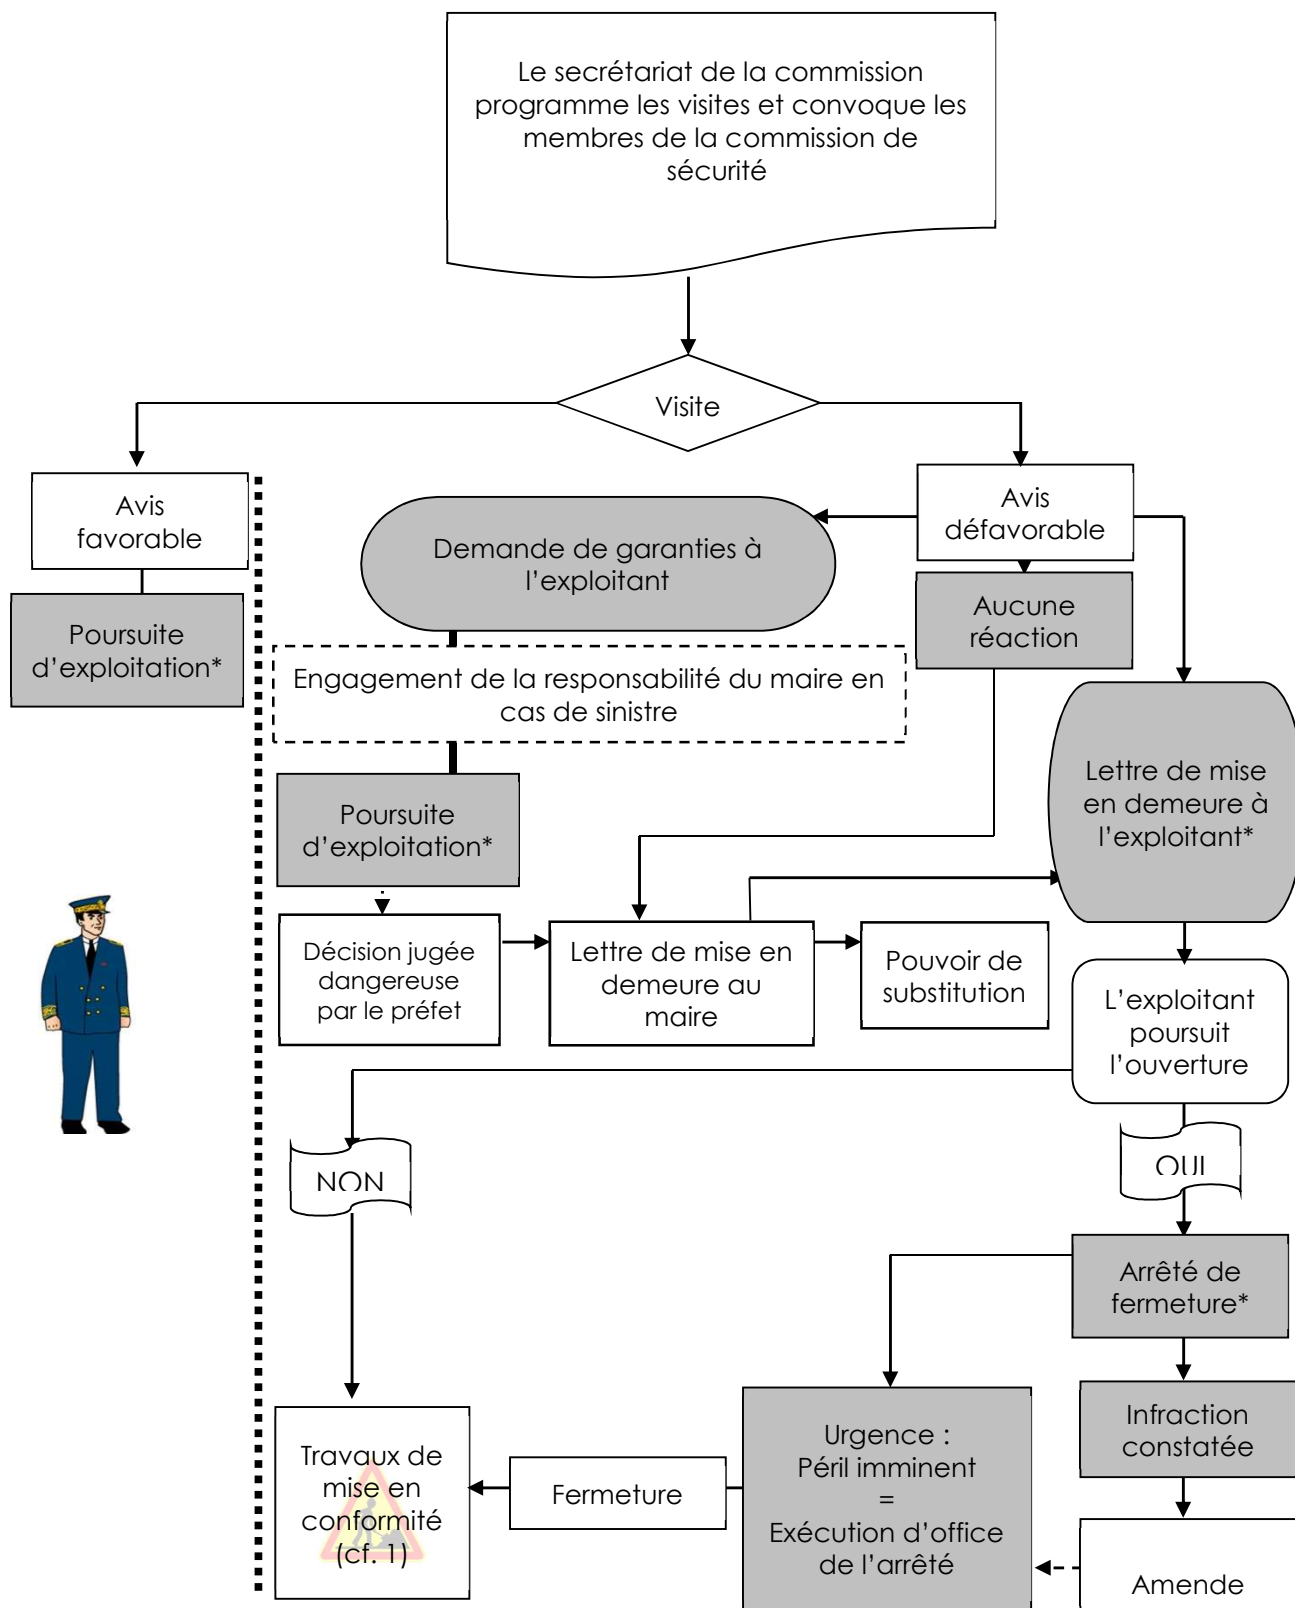 Le secrétariat de la commission
programme les visites et convoque les
membres de la commission de
sécurité
Visite
Avis
favorable
Avis
défavorable
Demande de garanties à
l'exploitant
Aucune
réaction
Poursuite
d'exploitation*
Engagement de la responsabilité du maire en
cas de sinistre
Lettre de mise
en demeure à
l'exploitant*
Poursuite
d'exploitation*
Décision jugée
dangereuse
par le préfet
Lettre de mise en
demeure au
maire
Pouvoir de
substitution
L'exploitant
poursuit
l'ouverture
NON
OUI
Arrêté de
fermeture*
Infraction
constatée
Urgence :
Péril imminent
=
Exécution d'office
de l'arrêté
Fermeture
Travaux de
mise en
conformité
(cf. 1)
Amende